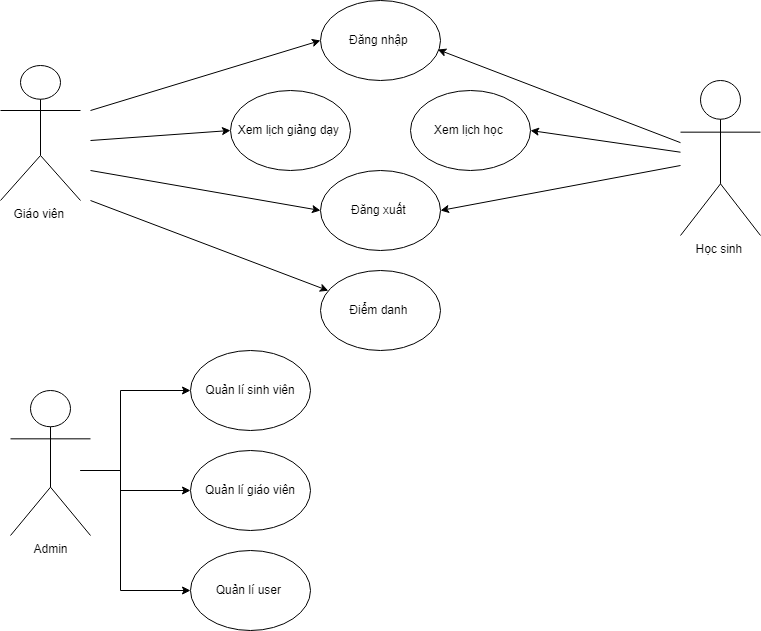 Đăng nhập
Xem lịch giảng dạy
Xem lịch học
Đăng xuất
Giáo viên
Học sinh
Điểm danh
Quản lí sinh viên
Quản lí giáo viên
Admin
Quản lí user